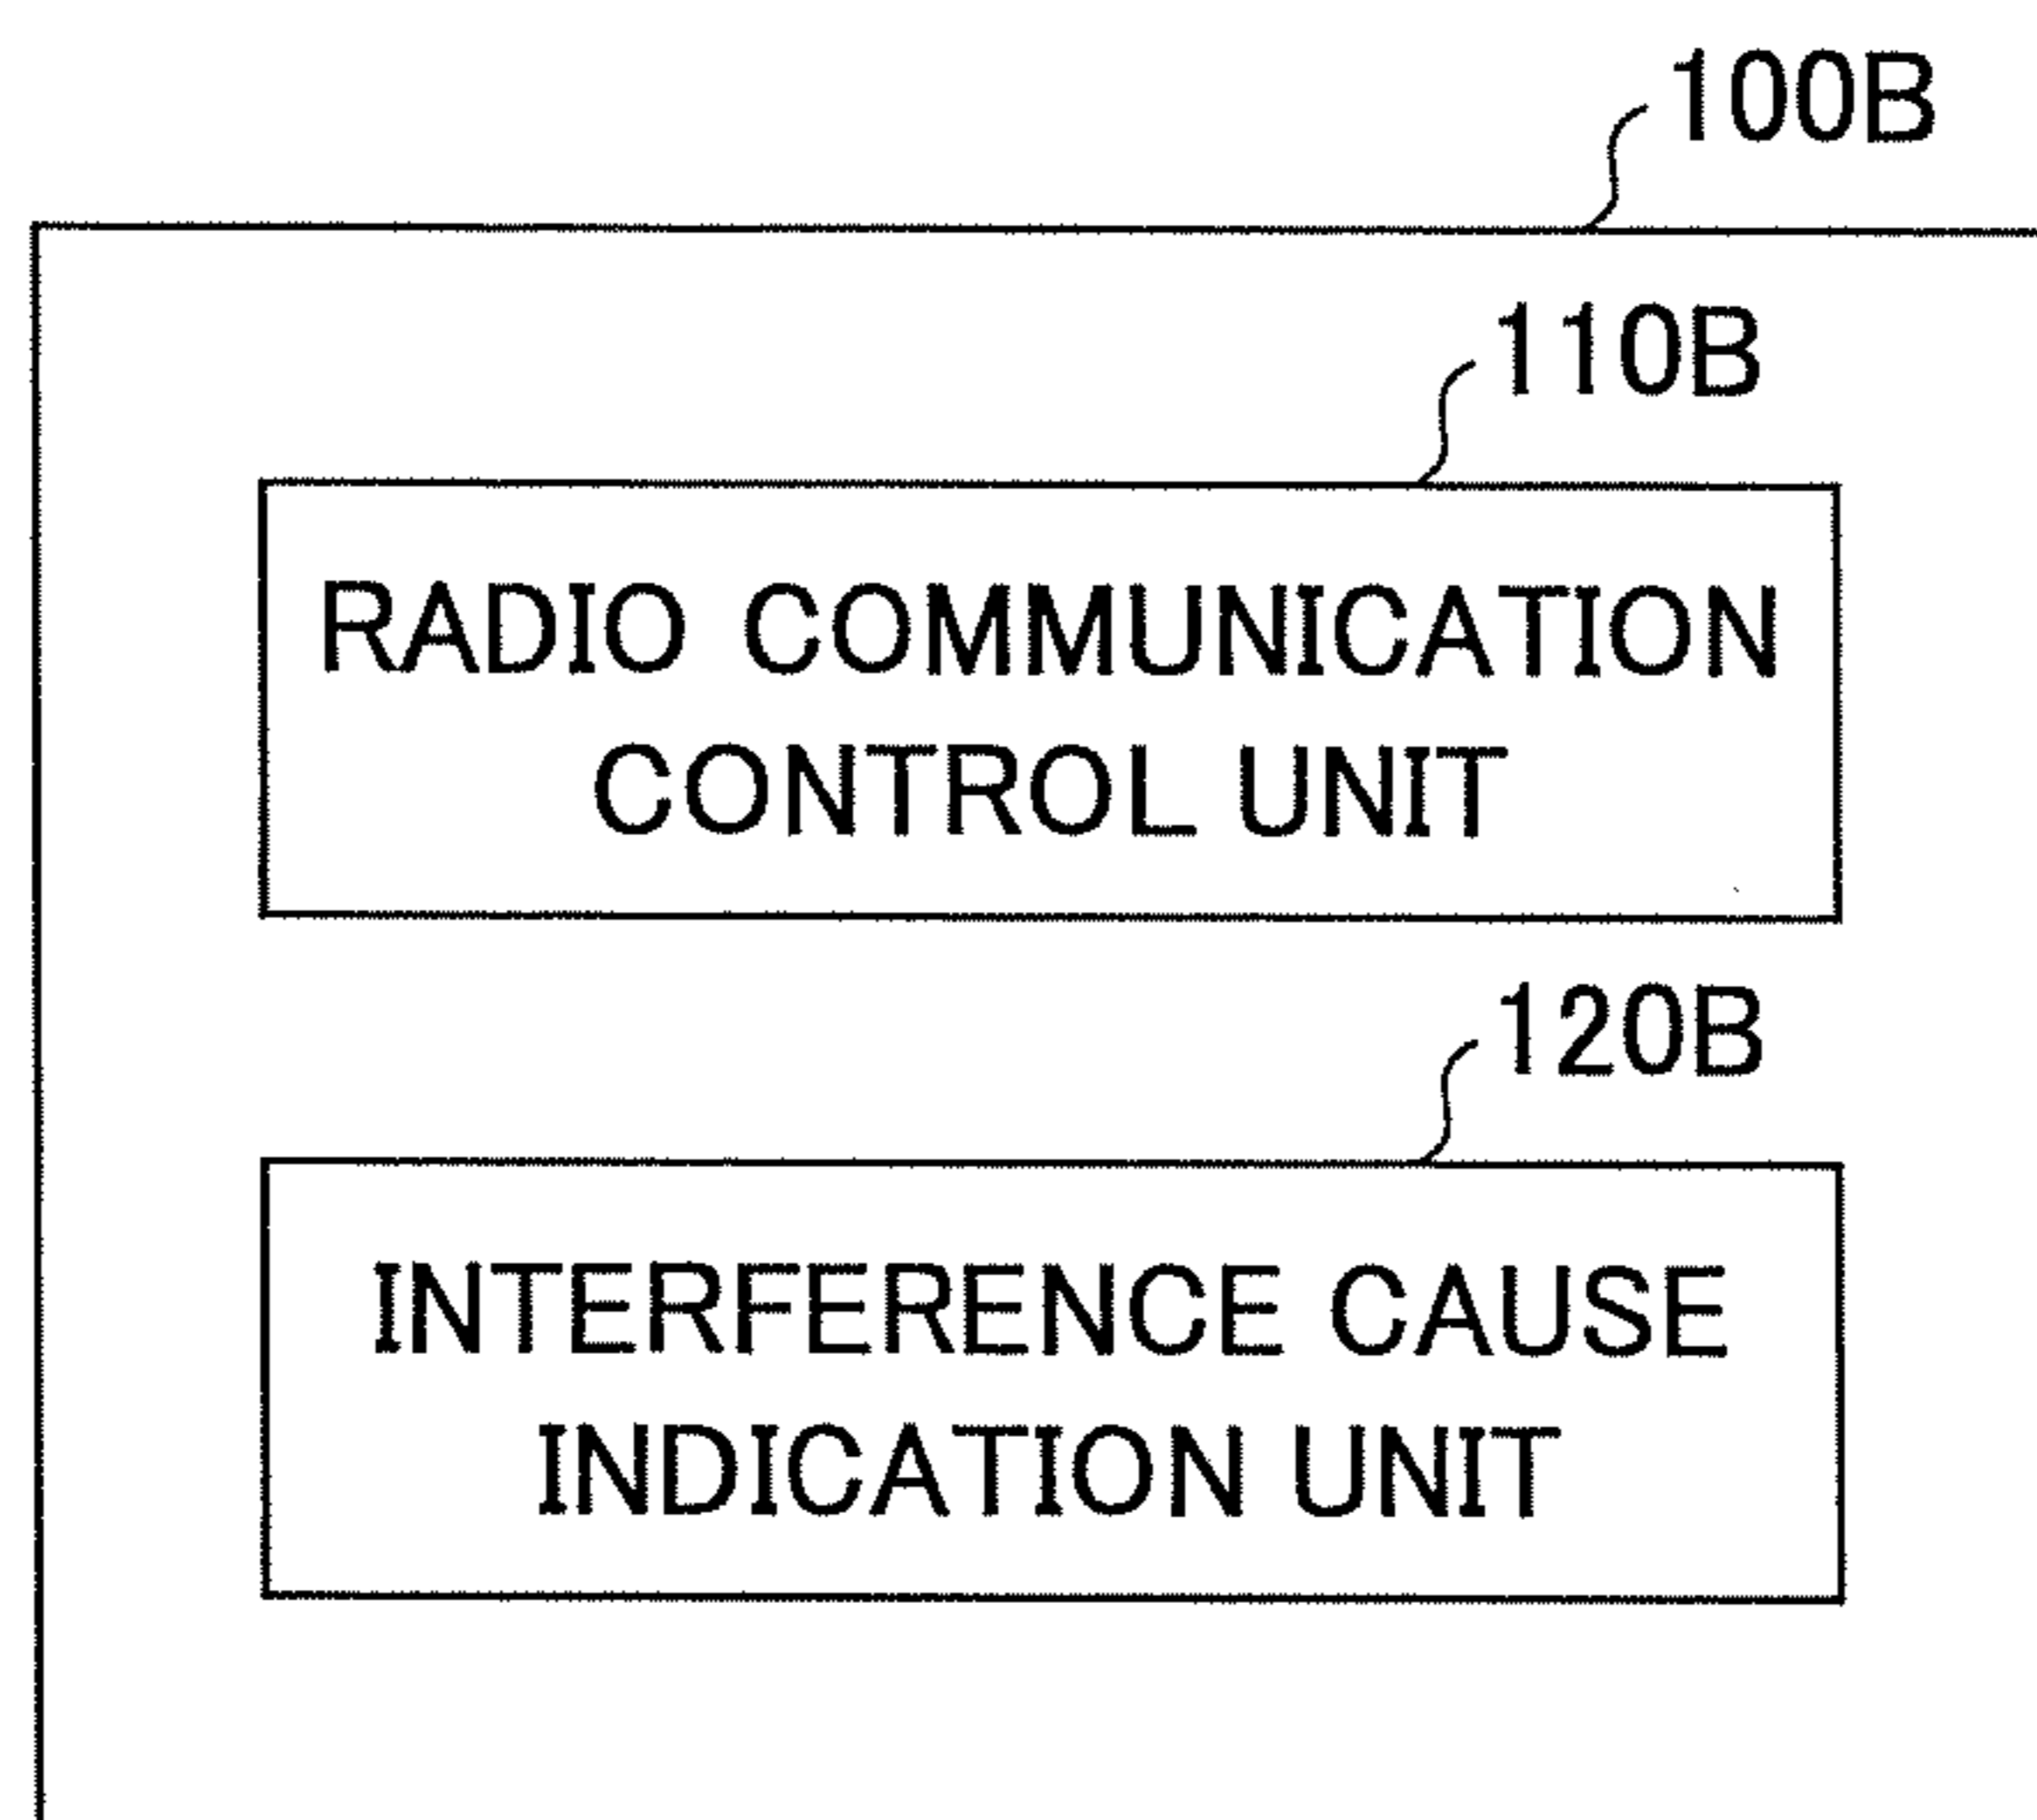 100B
110B
RADIO COMMUNICATION
CONTROL UNIT
120B
INTERFERENCE CAUSE
INDICATION UNIT